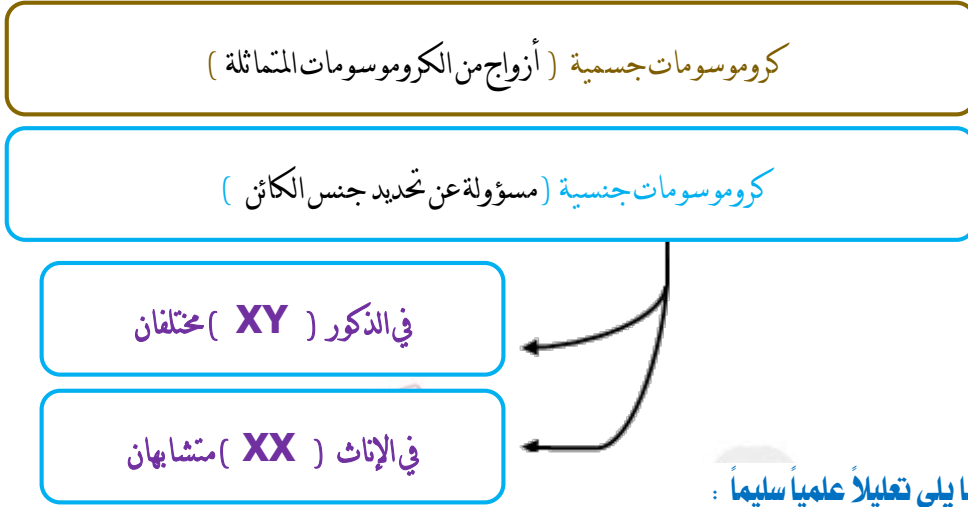 كروموسومات جسمية ( أزواج من الكروموسومات المتماثلة )
كروموسومات جنسية ( مسؤولة عن تحديد جنس الكائن )
في الذكور ( XY ) مختلفان
في الإناث ( XX ) متشابهان
يلي تعليلاً علمياً سليماً :